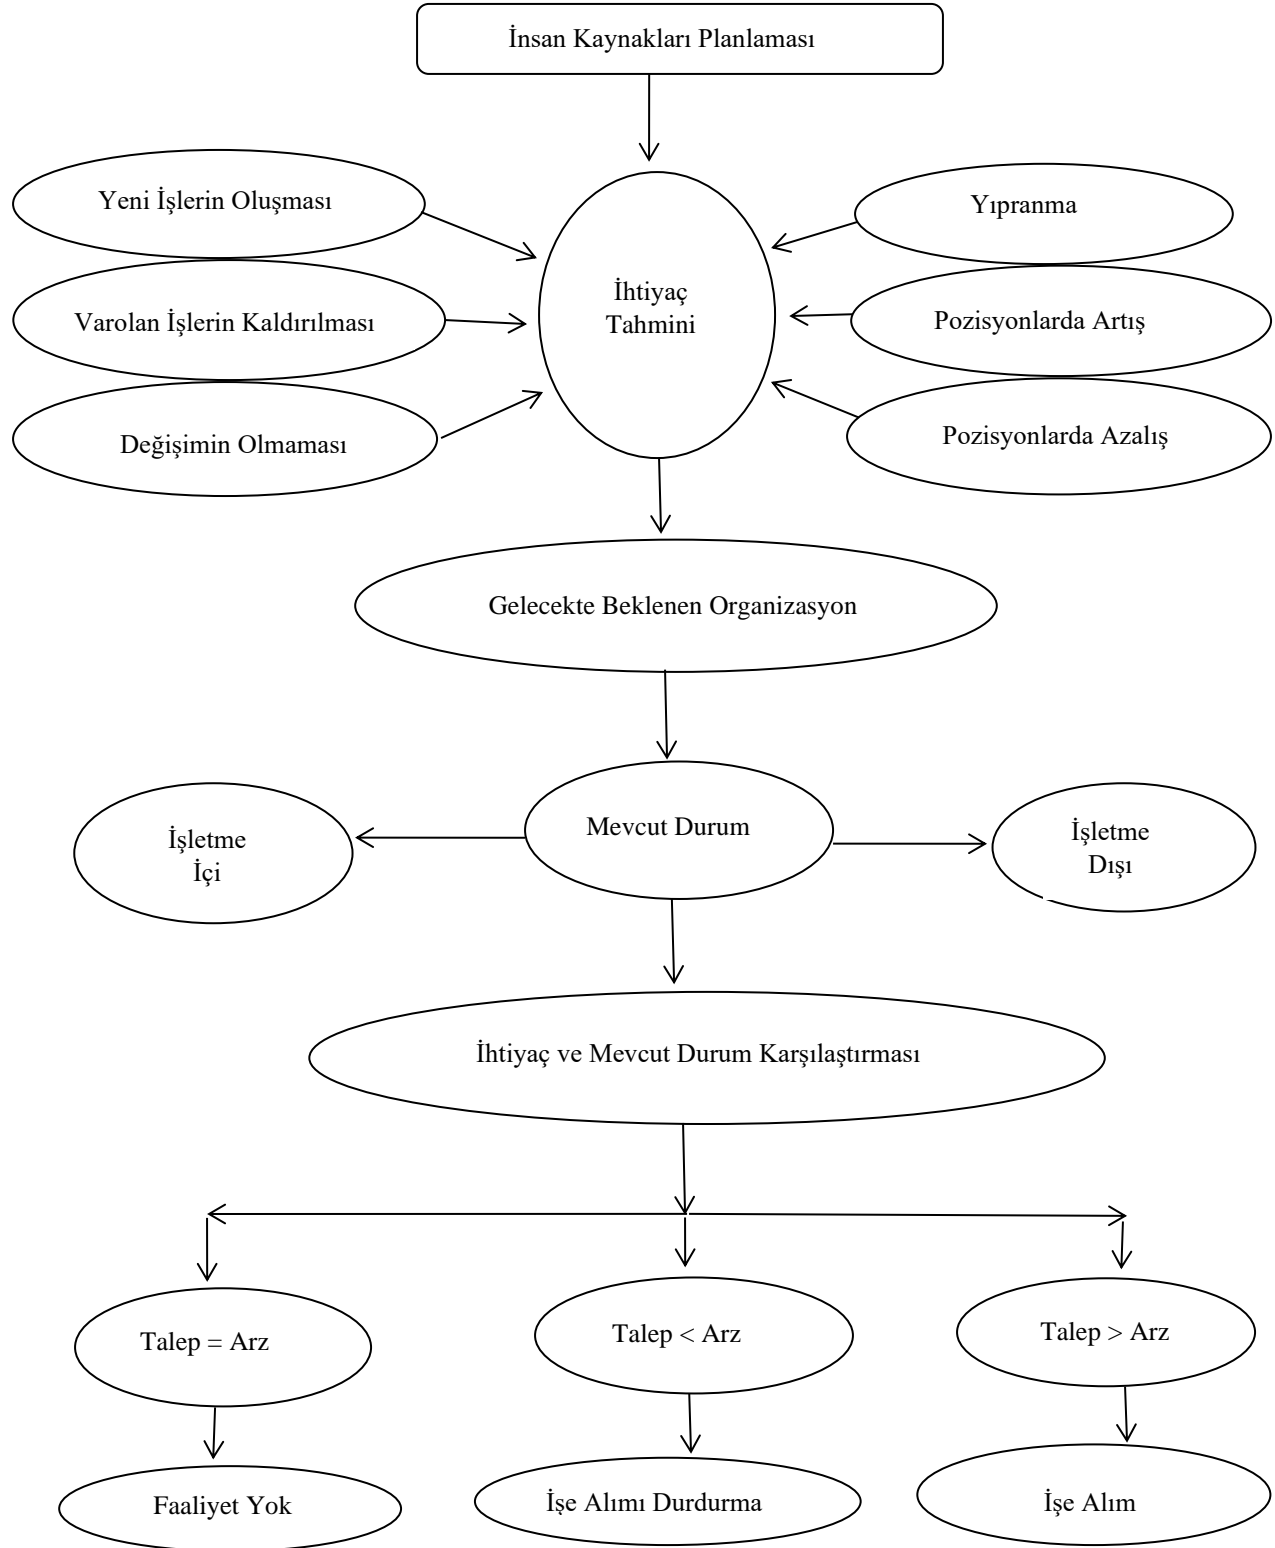 İnsan Kaynakları Planlaması
Yeni İşlerin Oluşması
Yıpranma
İhtiyaç
Tahmini
Varolan İşlerin Kaldırılması
Pozisyonlarda Artış
Değişimin Olmaması
Pozisyonlarda Azalış
Gelecekte Beklenen Organizasyon
Mevcut Durum
İşletme
İçi
İşletme
Dışı
İhtiyaç ve Mevcut Durum Karşılaştırması
Talep = Arz
Talep < Arz
Talep > Arz
Faaliyet Yok
İşe Alımı Durdurma
İşe Alım